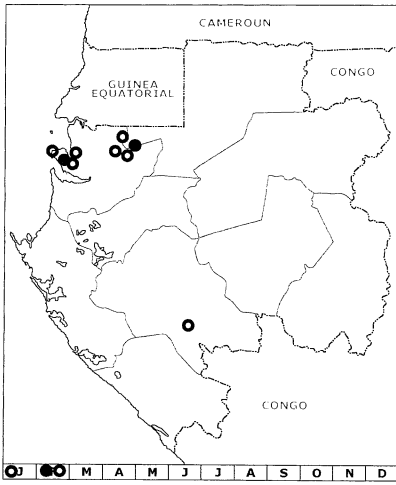 CAMEROUN
GUINEA
EQUATORIAL
CONGO
CONGO
J M A M J J A S O N D